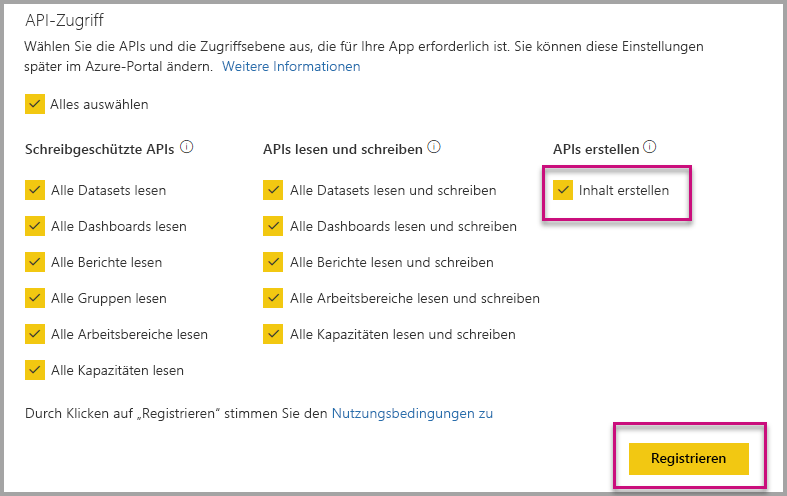 API-Zugriff
Wählen Sie die APIs und die Zugriffsebene aus, die für Ihre App erforderlich ist. Sie können diese Einstellungen
später im Azure-Portal ändern. Weitere Informationen
Alles auswählen
Schreibgeschützte APIs
Alle Datasets lesen
Alle Dashboards lesen
Alle Berichte lesen
Alle Gruppen lesen
Alle Arbeitsbereiche lesen
Alle Kapazitäten lesen
APIs lesen und schreiben
Alle Datasets lesen und schreiben
Alle Dashboards lesen und schreiben
Alle Berichte lesen und schreiben
Alle Arbeitsbereiche lesen und schreiben
Alle Kapazitäten lesen und schreiben
APIs erstellen
Inhalt erstellen
Durch Klicken auf „Registrieren“ stimmen Sie den Nutzungsbedingungen zu
Registrieren